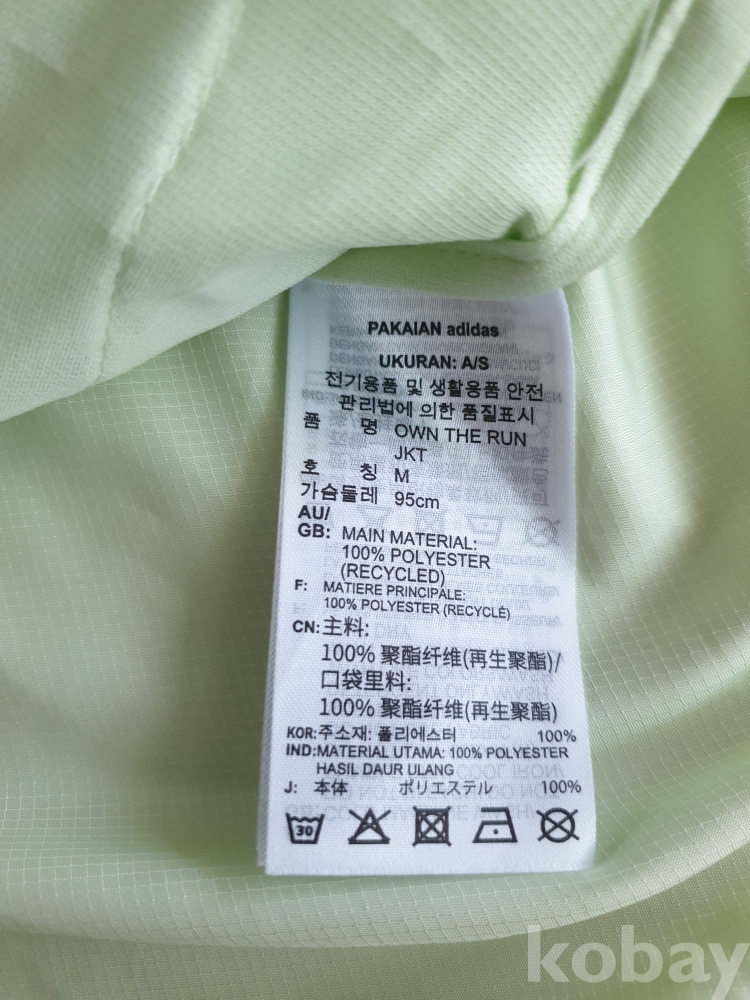 PAKAIAN adidas
UKURAN: A/S
전기용품 및 생활용품 안전
관리법에 의한 품질표시
품 명 OWN THE RUN
JKT
호 칭 M
가슴둘레 95cm
AU/
GB: MAIN MATERIAL:
100% POLYESTER
(RECYCLED)
F: MATIERE PRINCIPALE:
100% POLYESTER (RECYCLÉ)
CN:主料:
100% 聚酯纤维(再生聚酯)/
口袋里料:
100% 聚酯纤维(再生聚酯)
KOR:주소재: 폴리에스터 100%
IND:MATERIAL UTAMA: 100% POLYESTER
HASIL DAUR ULANG
J: 本体 ポリエステル 100%
30
kobay